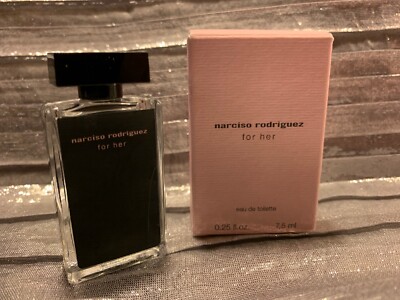 narciso rodriguez
for her
narciso rodriguez
for her
eau de toilette
0.25 fl oz. 7.5 ml